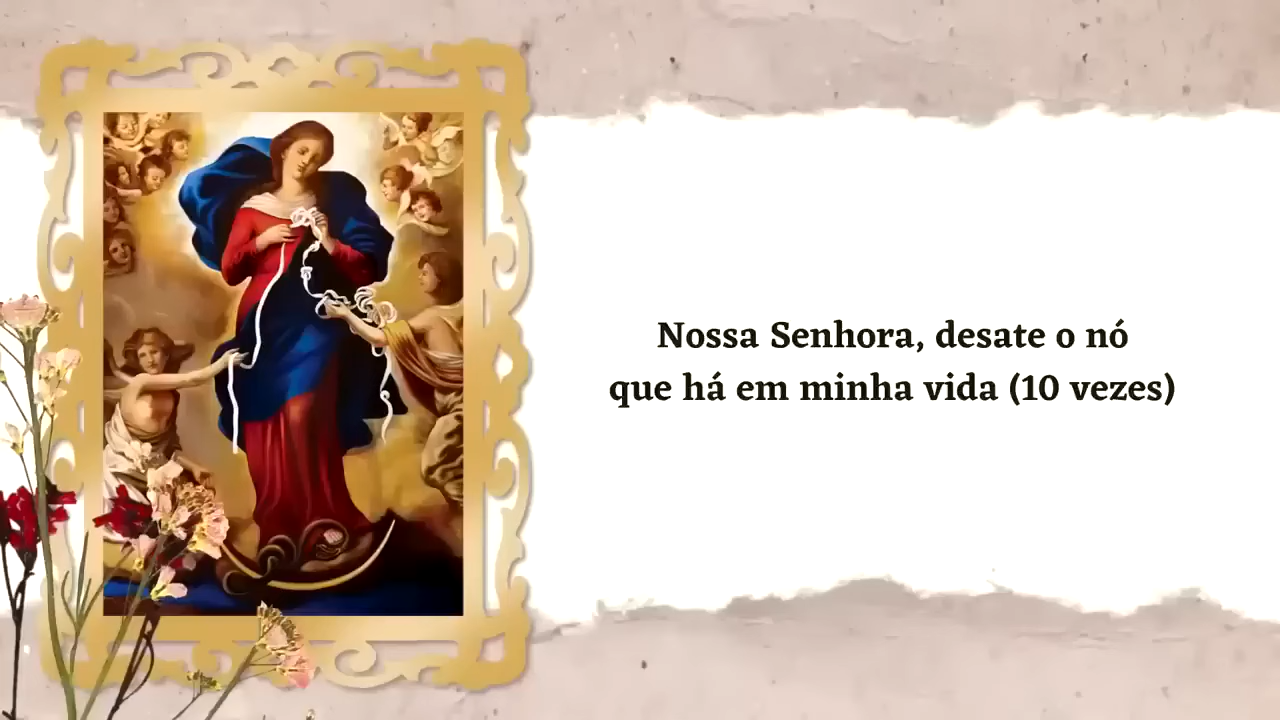 Nossa Senhora, desate o nó
que há em minha vida (10 vezes)